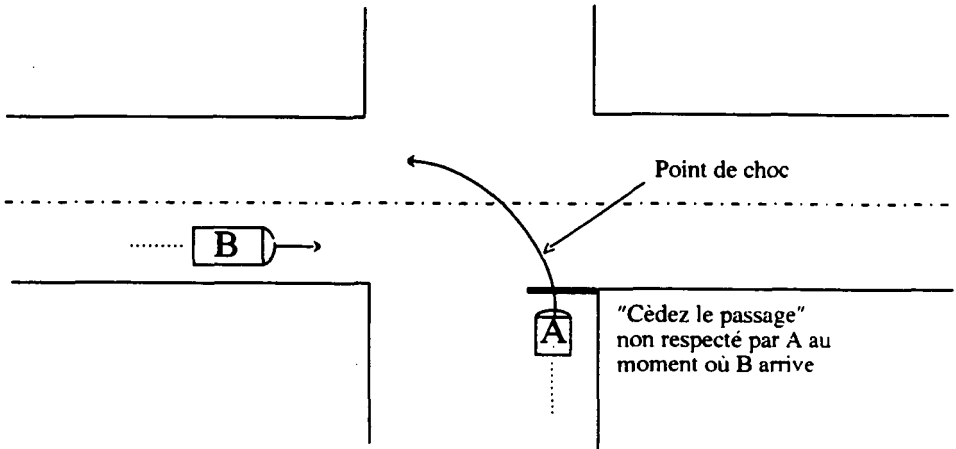 Point de choc
B
A
"Cèdez le passage"
non respecté par A au
moment où B arrive